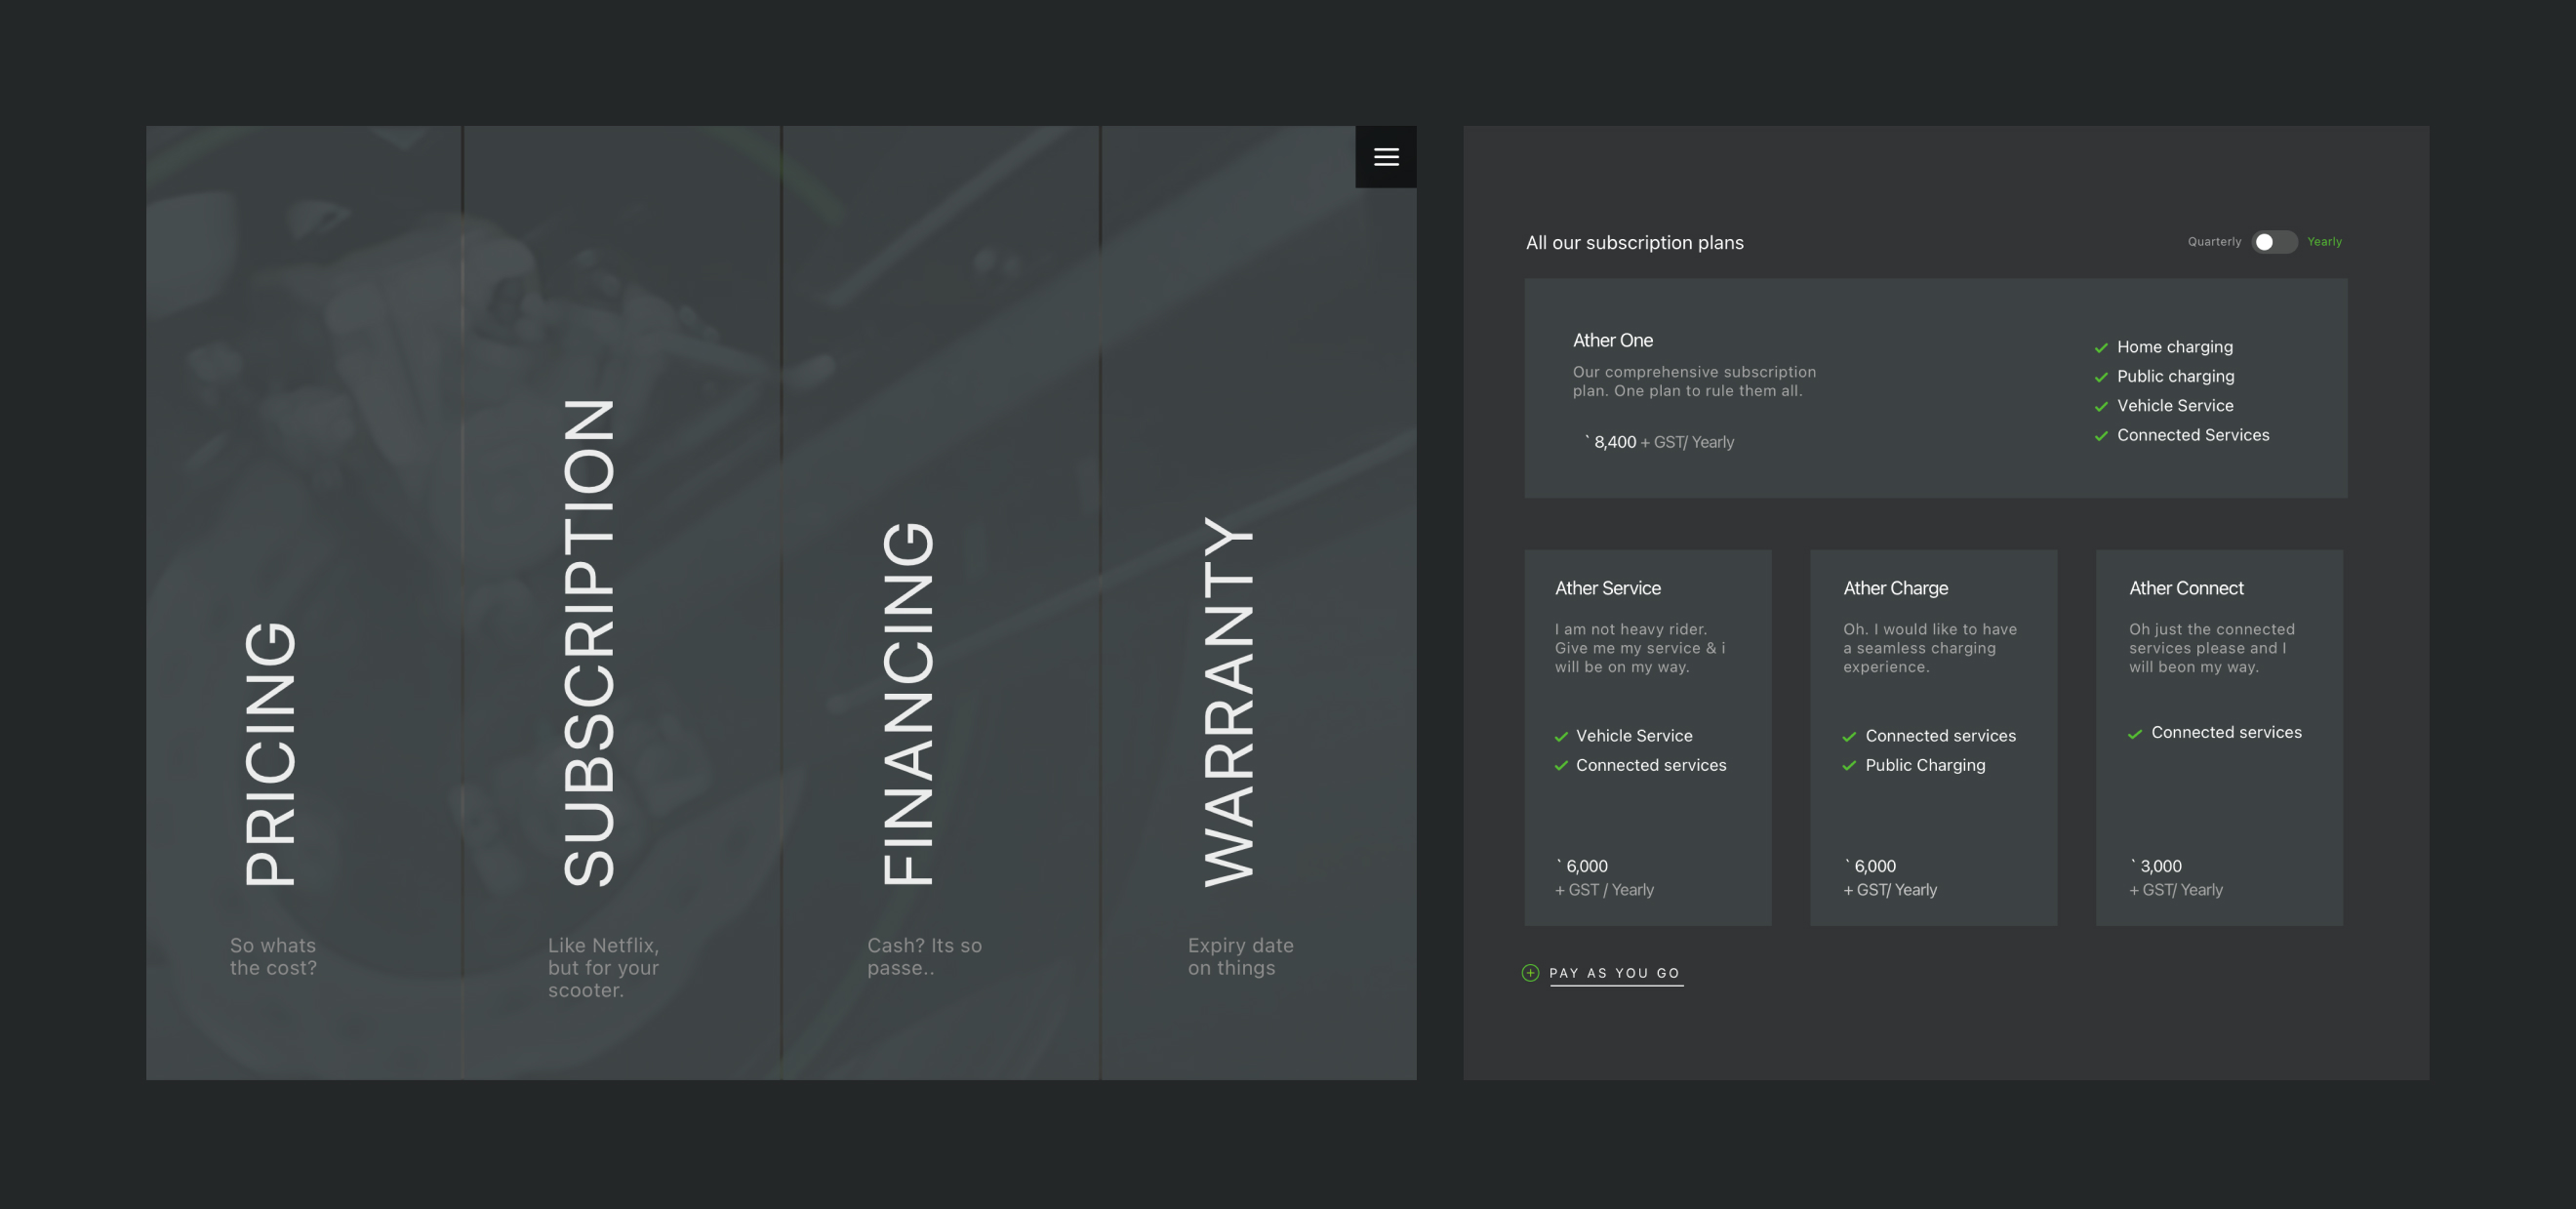 PRICING
So whats
the cost?
SUBSCRIPTION
Like Netflix,
but for your
scooter.
FINANCING
Cash? Its so
passe..
WARRANTY
Expiry date
on things
All our subscription plans
Quarterly Yearly
Ather One
Our comprehensive subscription
plan. One plan to rule them all.
` 8,400 + GST/ Yearly
Home charging
Public charging
Vehicle Service
Connected Services
Ather Service
I am not heavy rider.
Give me my service & i
will be on my way.
Vehicle Service
Connected services
` 6,000
+ GST / Yearly
Ather Charge
Oh. I would like to have
a seamless charging
experience.
Connected services
Public Charging
` 6,000
+ GST/ Yearly
Ather Connect
Oh just the connected
services please and I
will beon my way.
Connected services
` 3,000
+ GST/ Yearly
PAY AS YOU GO